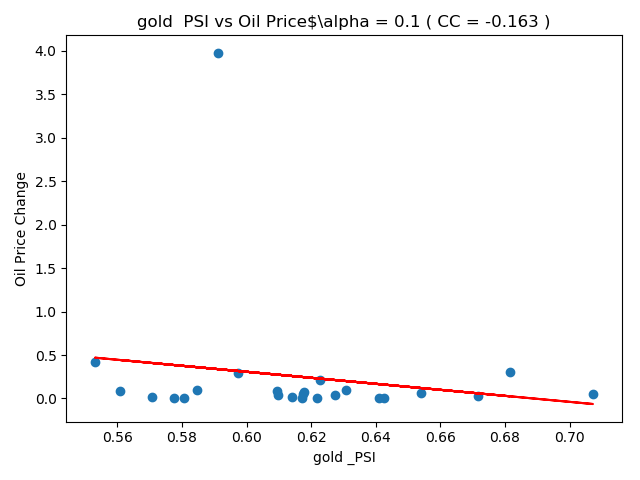 gold  PSI vs Oil Price$\alpha = 0.1 ( CC = -0.163 )
4.0
3.5
3.0
2.5
2.0
1.5
1.0
0.5
0.0
Oil Price Change
0.56 0.58 0.60 0.62 0.64 0.66 0.68 0.70
gold _PSI